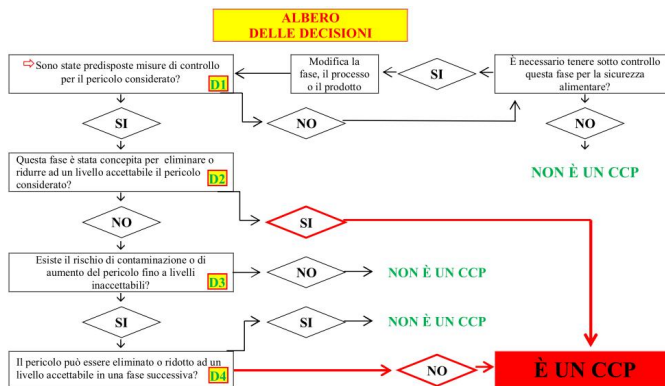 ALBERO
DELLE DECISIONI
⇨Sono state predisposte misure di controllo
per il pericolo considerato?
D1
Modifica la
fase, il processo
o il prodotto
SI
È necessario tenere sotto controllo
questa fase per la sicurezza
alimentare?
SI
NO
NO
NON È UN CCP
Questa fase è stata concepita per eliminare o
ridurre ad un livello accettabile il pericolo
considerato?
D2
NO
SI
Esiste il rischio di contaminazione o di
aumento del pericolo fino a livelli
inaccettabili?
D3
NO
NON È UN CCP
SI
SI
NON È UN CCP
Il pericolo può essere eliminato o ridotto ad un
livello accettabile in una fase successiva?
D4
NO
È UN CCP